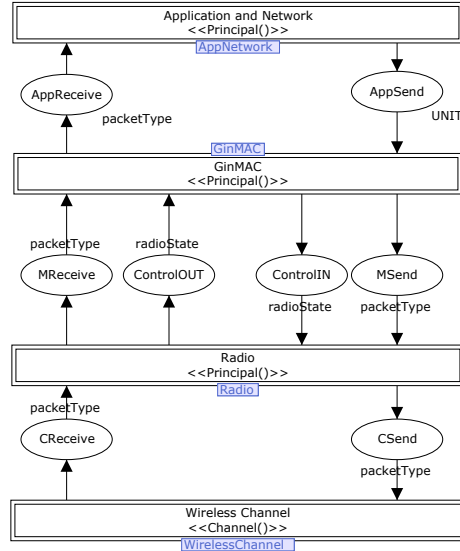 Application and Network
<<Principal()>>
AppNetwork
AppReceive
AppSend
packetType
UNIT
GinMAC
GinMAC
<<Principal()>>
packetType
radioState
MReceive
ControlOUT
ControlIN
MSend
radioState
packetType
Radio
<<Principal()>>
Radio
packetType
CReceive
CSend
packetType
Wireless Channel
<<Channel()>>
WirelessChannel